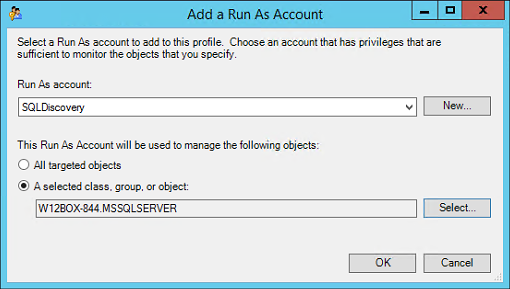 Add a Run As Account
Select a Run As account to add to this profile.  Choose an account that has privileges that are
sufficient to monitor the objects that you specify.
Run As account:
SQLDiscovery
New...
This Run As Account will be used to manage the following objects:
All targeted objects
A selected class, group, or object:
W12BOX-844.MSSQLSERVER
Select...
OK
Cancel